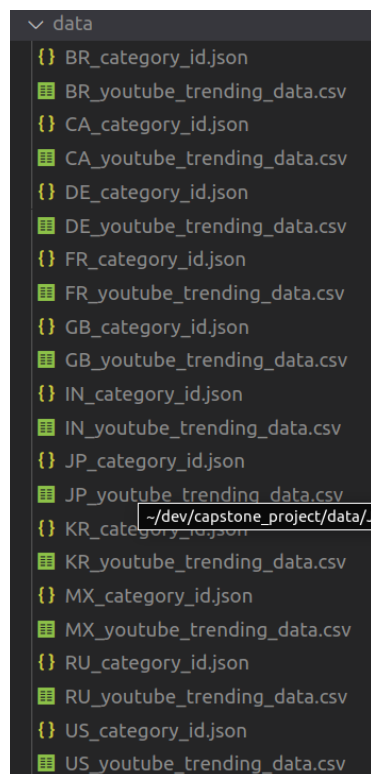 data
{} BR_category_id.json
BR_youtube_trending_data.csv
{} CA_category_id.json
CA_youtube_trending_data.csv
{} DE_category_id.json
DE_youtube_trending_data.csv
{} FR_category_id.json
FR_youtube_trending_data.csv
{} GB_category_id.json
GB_youtube_trending_data.csv
{} IN_category_id.json
IN_youtube_trending_data.csv
{} JP_category_id.json
JP_youtube_trending_data.csv
~/dev/capstone_project/data/
{} KR_category_id.json
KR_youtube_trending_data.csv
{} MX_category_id.json
MX_youtube_trending_data.csv
{} RU_category_id.json
RU_youtube_trending_data.csv
{} US_category_id.json
US_youtube_trending_data.csv